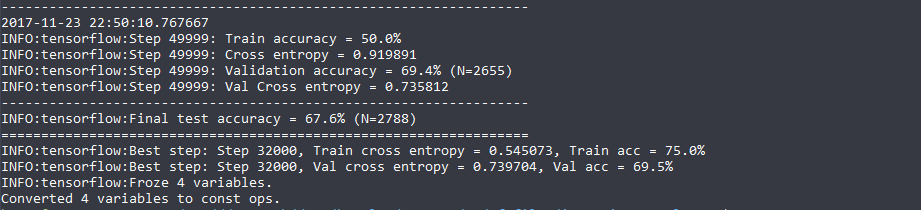 ------------------------------------------------------------------
2017-11-23 22:50:10.767667
INFO:tensorflow:Step 49999: Train accuracy = 50.0%
INFO:tensorflow:Step 49999: Cross entropy = 0.919891
INFO:tensorflow:Step 49999: Validation accuracy = 69.4% (N=2655)
INFO:tensorflow:Step 49999: Val Cross entropy = 0.735812
------------------------------------------------------------------
INFO:tensorflow:Final test accuracy = 67.6% (N=2788)
==================================================================
INFO:tensorflow:Best step: Step 32000, Train cross entropy = 0.545073, Train acc = 75.0%
INFO:tensorflow:Best step: Step 32000, Val cross entropy = 0.739704, Val acc = 69.5%
INFO:tensorflow:Froze 4 variables.
Converted 4 variables to const ops.